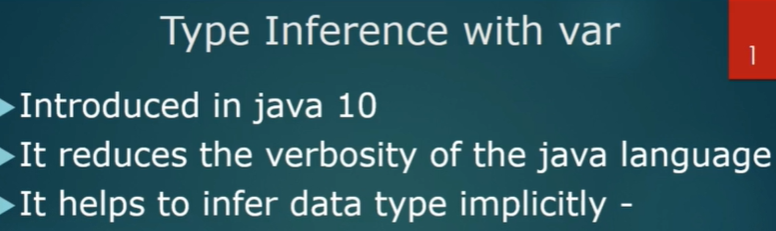 Type Inference with var
1
Introduced in java 10
It reduces the verbosity of the java language
It helps to infer data type implicitly -